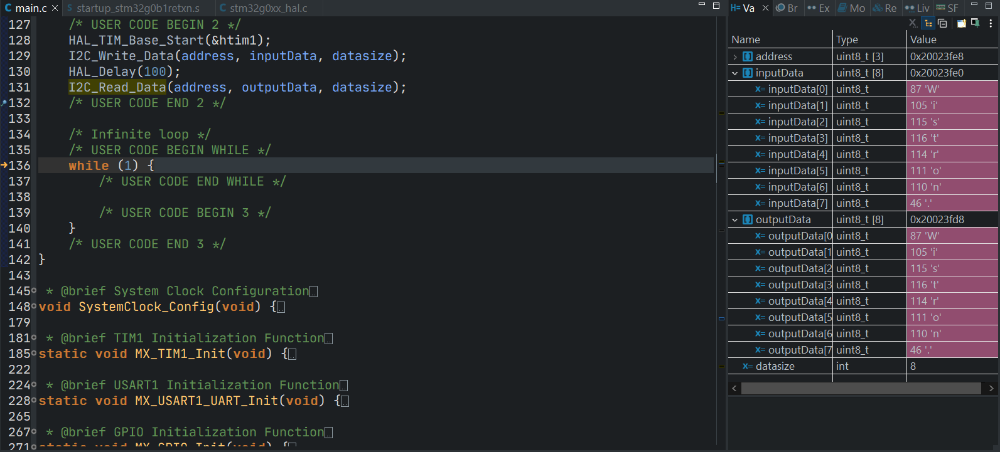 main.c
startup_stm32g0b1retxn.s
stm32g0xx_hal.c
127 /* USER CODE BEGIN 2 */
128 HAL_TIM_Base_Start(&htim1);
129 I2C_Write_Data(address, inputData, datasize);
130 HAL_Delay(100);
131 I2C_Read_Data(address, outputData, datasize);
132 /* USER CODE END 2 */
133
134 /* Infinite loop */
135 /* USER CODE BEGIN WHILE */
136 while (1) {
137 /* USER CODE END WHILE */
138
139 /* USER CODE BEGIN 3 */
140 }
141 /* USER CODE END 3 */
142 }
143
145 * @brief System Clock Configuration
148 void SystemClock_Config(void) {
179
181 * @brief TIM1 Initialization Function
185 static void MX_TIM1_Init(void) {
222
224 * @brief USART1 Initialization Function
228 static void MX_USART1_UART_Init(void) {
265
267 * @brief GPIO Initialization Function
271 static void MX_GPIO_Init(void) {
Va Br Ex Mo Re Liv SF
Name Type Value
address uint8_t [3] 0x20023fe8
inputData uint8_t [8] 0x20023fe0
inputData[0] uint8_t 87 'W'
inputData[1] uint8_t 105 'i'
inputData[2] uint8_t 115 's'
inputData[3] uint8_t 116 't'
inputData[4] uint8_t 114 'r'
inputData[5] uint8_t 111 'o'
inputData[6] uint8_t 110 'n'
inputData[7] uint8_t 46 '.'
outputData uint8_t [8] 0x20023fd8
outputData[0 uint8_t 87 'W'
outputData[1 uint8_t 105 'i'
outputData[2 uint8_t 115 's'
outputData[3 uint8_t 116 't'
outputData[4 uint8_t 114 'r'
outputData[5 uint8_t 111 'o'
outputData[6 uint8_t 110 'n'
outputData[7 uint8_t 46 '.'
datasize int 8